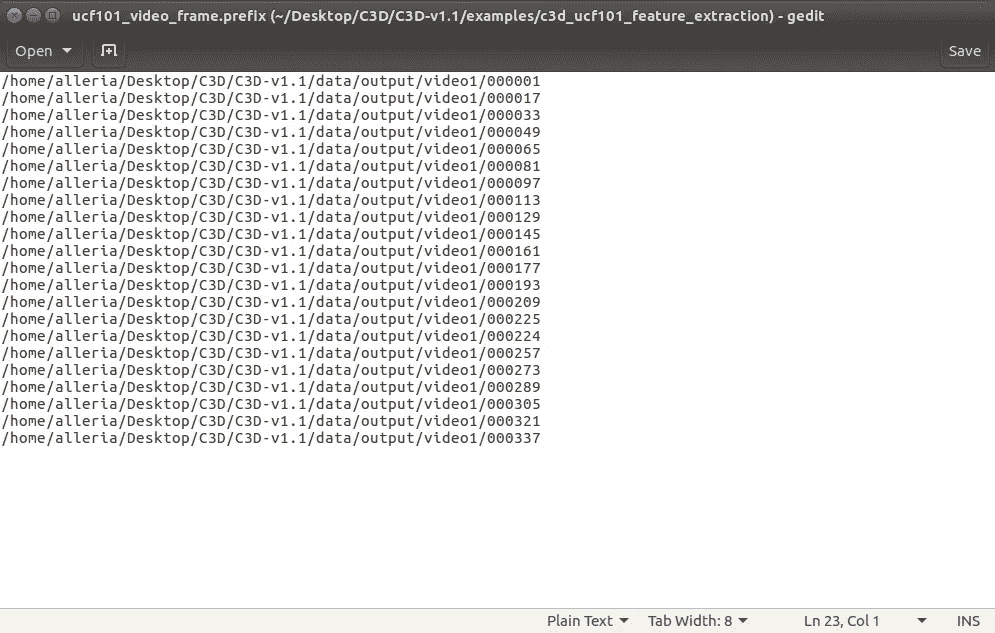 ucf101_video_frame.prefix (~/Desktop/C3D/C3D-v1.1/examples/c3d_ucf101_feature_extraction) - gedit
Open Save
/home/alleria/Desktop/C3D/C3D-v1.1/data/output/video1/000001
/home/alleria/Desktop/C3D/C3D-v1.1/data/output/video1/000017
/home/alleria/Desktop/C3D/C3D-v1.1/data/output/video1/000033
/home/alleria/Desktop/C3D/C3D-v1.1/data/output/video1/000049
/home/alleria/Desktop/C3D/C3D-v1.1/data/output/video1/000065
/home/alleria/Desktop/C3D/C3D-v1.1/data/output/video1/000081
/home/alleria/Desktop/C3D/C3D-v1.1/data/output/video1/000097
/home/alleria/Desktop/C3D/C3D-v1.1/data/output/video1/000113
/home/alleria/Desktop/C3D/C3D-v1.1/data/output/video1/000129
/home/alleria/Desktop/C3D/C3D-v1.1/data/output/video1/000145
/home/alleria/Desktop/C3D/C3D-v1.1/data/output/video1/000161
/home/alleria/Desktop/C3D/C3D-v1.1/data/output/video1/000177
/home/alleria/Desktop/C3D/C3D-v1.1/data/output/video1/000193
/home/alleria/Desktop/C3D/C3D-v1.1/data/output/video1/000209
/home/alleria/Desktop/C3D/C3D-v1.1/data/output/video1/000225
/home/alleria/Desktop/C3D/C3D-v1.1/data/output/video1/000224
/home/alleria/Desktop/C3D/C3D-v1.1/data/output/video1/000257
/home/alleria/Desktop/C3D/C3D-v1.1/data/output/video1/000273
/home/alleria/Desktop/C3D/C3D-v1.1/data/output/video1/000289
/home/alleria/Desktop/C3D/C3D-v1.1/data/output/video1/000305
/home/alleria/Desktop/C3D/C3D-v1.1/data/output/video1/000321
/home/alleria/Desktop/C3D/C3D-v1.1/data/output/video1/000337
Plain Text Tab Width: 8 Ln 23, Col 1 INS